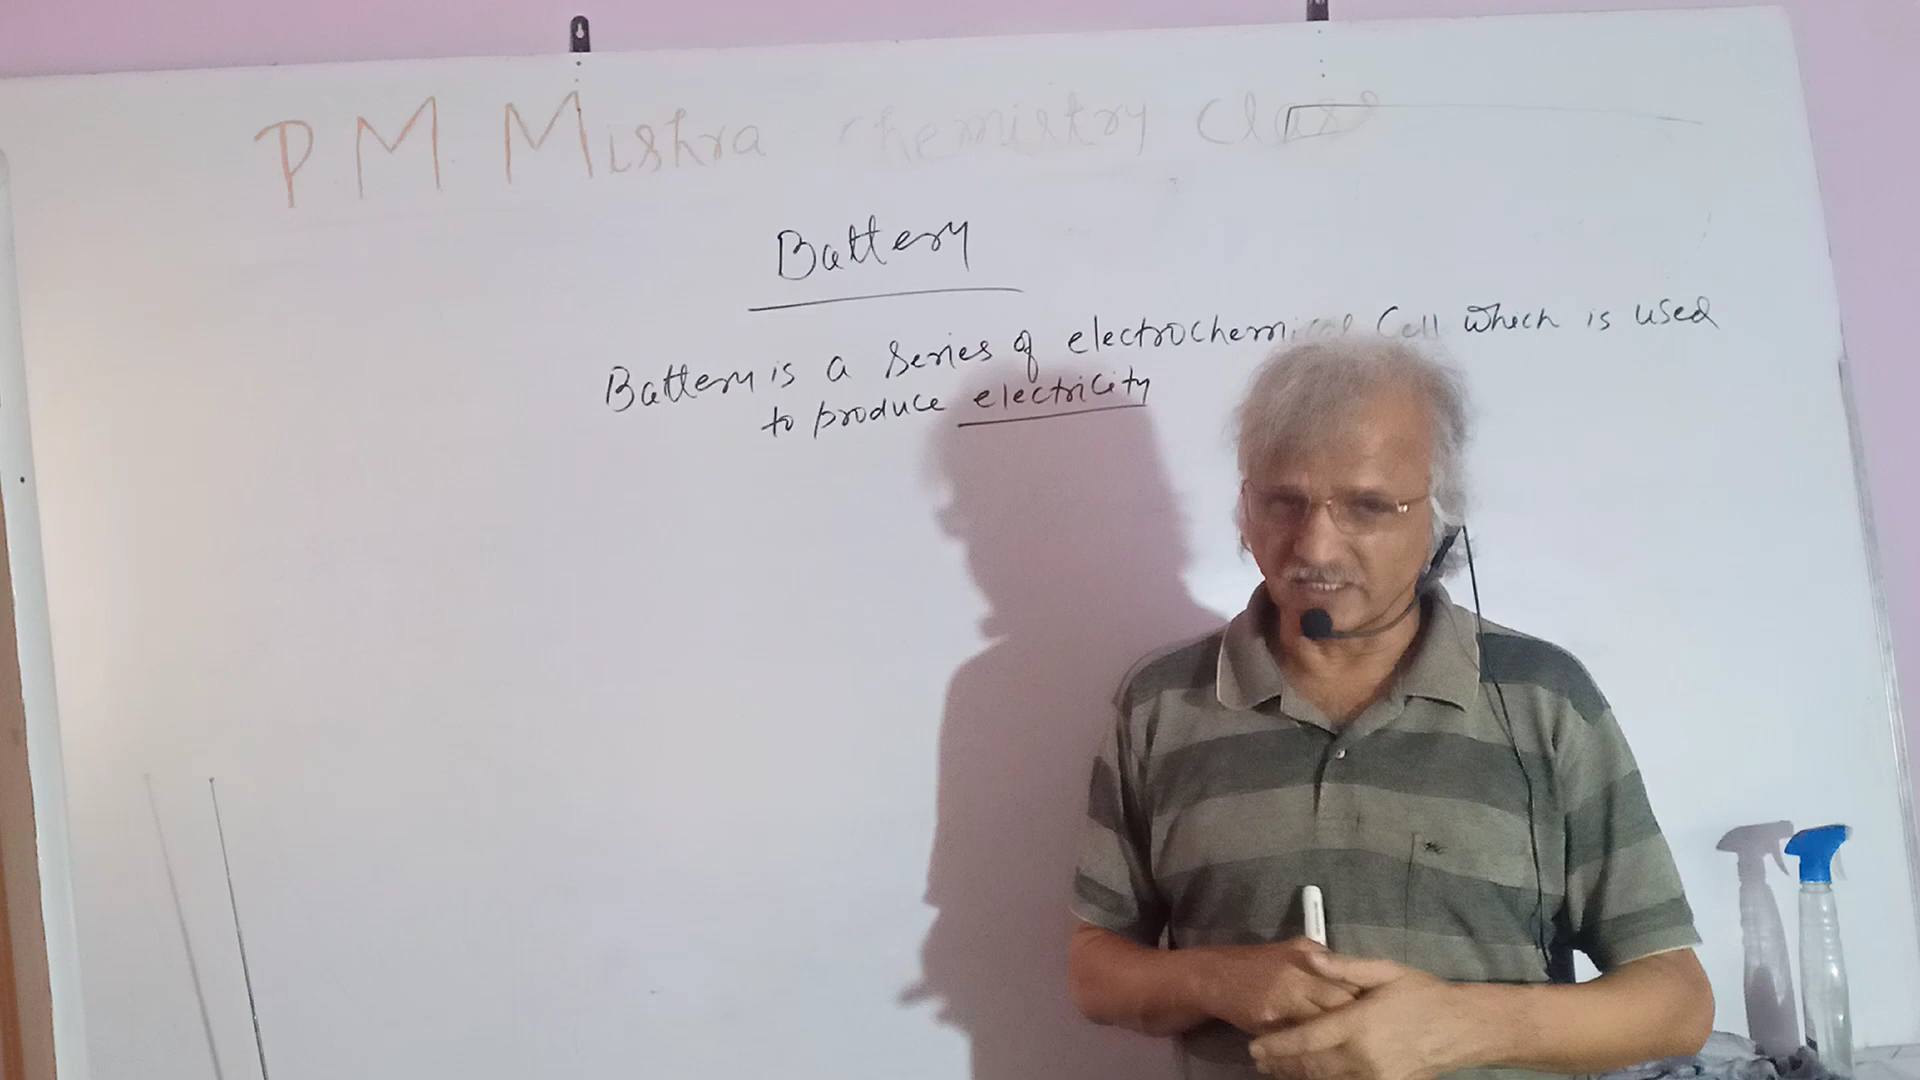 P M Mishra Chemistry Class
Battery
Battery is a series of electrochemical Cell which is used
to produce electricity